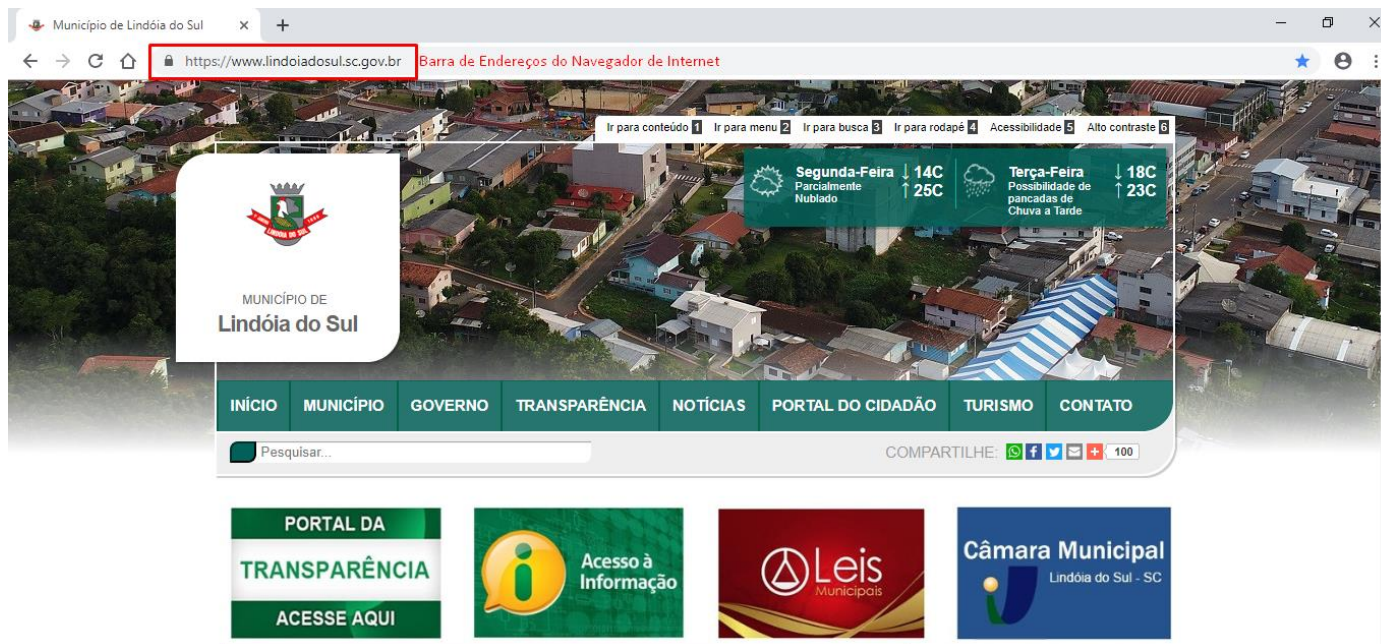 Município de Lindóia do Sul
https://www.lindoiadosul.sc.gov.br Barra de Endereços do Navegador de Internet
Ir para conteúdo 1 Ir para menu 2 Ir para busca 3 Ir para rodapé 4 Acessibilidade 5 Alto contraste 6
Segunda-Feira ↓ 14C
Parcialmente ↑ 25C
Nublado
Terça-Feira ↓ 18C
Possibilidade de ↑ 23C
pancadas de
Chuva a Tarde
LINDÓIA DO SUL
MUNICÍPIO DE
Lindóia do Sul
INÍCIO MUNICÍPIO GOVERNO TRANSPARÊNCIA NOTÍCIAS PORTAL DO CIDADÃO TURISMO CONTATO
Pesquisar...
COMPARTILHE: 100
PORTAL DA
TRANSPARÊNCIA
ACESSE AQUI
Acesso à
Informação
Leis
Municipais
Câmara Municipal
Lindóia do Sul - SC